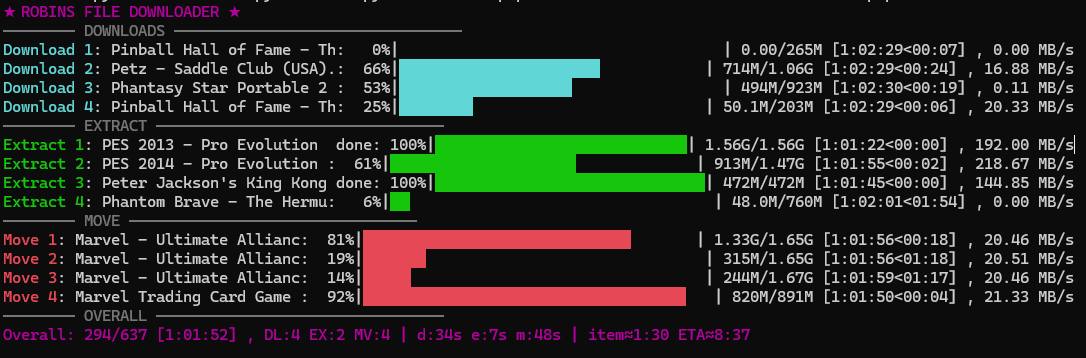 ★ ROBINS FILE DOWNLOADER ★
DOWNLOADS
Download 1: Pinball Hall of Fame – Th:   0%| | 0.00/265M [1:02:29<00:07] , 0.00 MB/s
Download 2: Petz – Saddle Club (USA).:  66%| | 714M/1.06G [1:02:29<00:24] , 16.88 MB/s
Download 3: Phantasy Star Portable 2 :  53%| | 494M/923M [1:02:30<00:19] , 0.11 MB/s
Download 4: Pinball Hall of Fame – Th:  25%| | 50.1M/203M [1:02:29<00:06] , 20.33 MB/s
EXTRACT
Extract 1: PES 2013 – Pro Evolution  done: 100%| | 1.56G/1.56G [1:01:22<00:00] , 192.00 MB/s
Extract 2: PES 2014 – Pro Evolution :  61%| | 913M/1.47G [1:01:55<00:02] , 218.67 MB/s
Extract 3: Peter Jackson's King Kong done: 100%| | 472M/472M [1:01:45<00:00] , 144.85 MB/s
Extract 4: Phantom Brave – The Hermu:   6%| | 48.0M/760M [1:02:01<01:54] , 0.00 MB/s
MOVE
Move 1: Marvel – Ultimate Allianc:  81%| | 1.33G/1.65G [1:01:56<00:18] , 20.46 MB/s
Move 2: Marvel – Ultimate Allianc:  19%| | 315M/1.65G [1:01:56<01:18] , 20.51 MB/s
Move 3: Marvel – Ultimate Allianc:  14%| | 244M/1.67G [1:01:59<01:17] , 20.46 MB/s
Move 4: Marvel Trading Card Game :  92%| | 820M/891M [1:01:50<00:04] , 21.33 MB/s
OVERALL
Overall: 294/637 [1:01:52] , DL:4 EX:2 MV:4 | d:34s e:7s m:48s | item≈1:30 ETA≈8:37